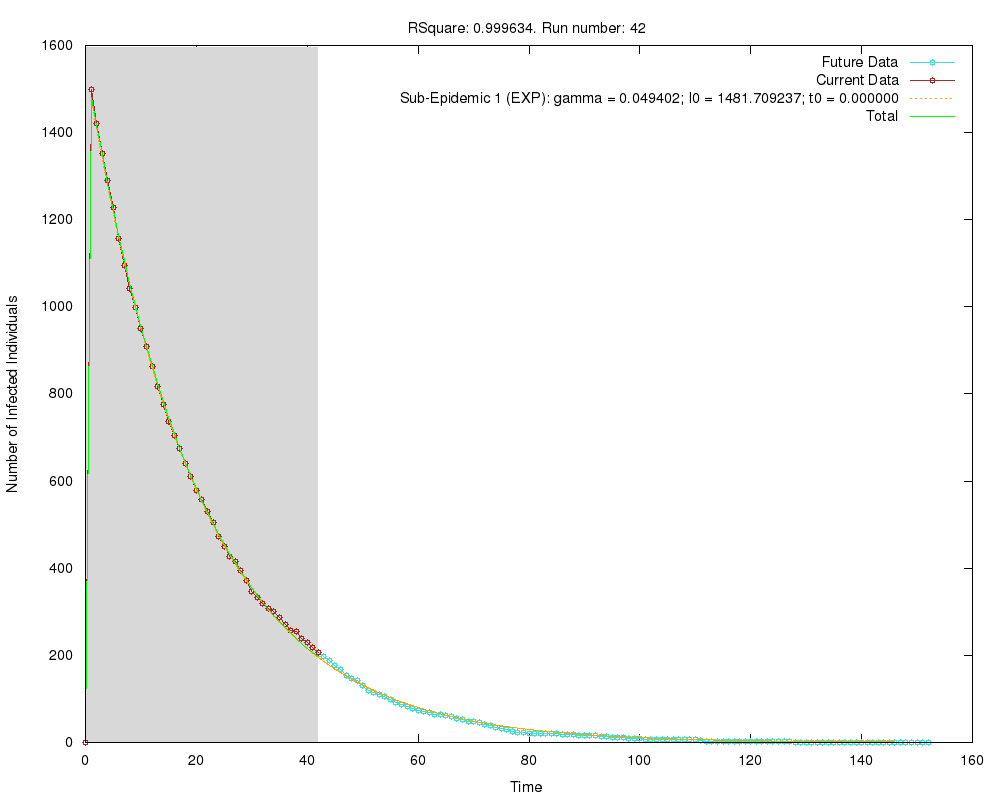 RSquare: 0.999634. Run number: 42
Future Data
Current Data
Sub-Epidemic 1 (EXP): gamma = 0.049402; I0 = 1481.709237; t0 = 0.000000
Total
1600
1400
1200
1000
800
600
400
200
0
Number of Infected Individuals
0 20 40 60 80 100 120 140 160
Time